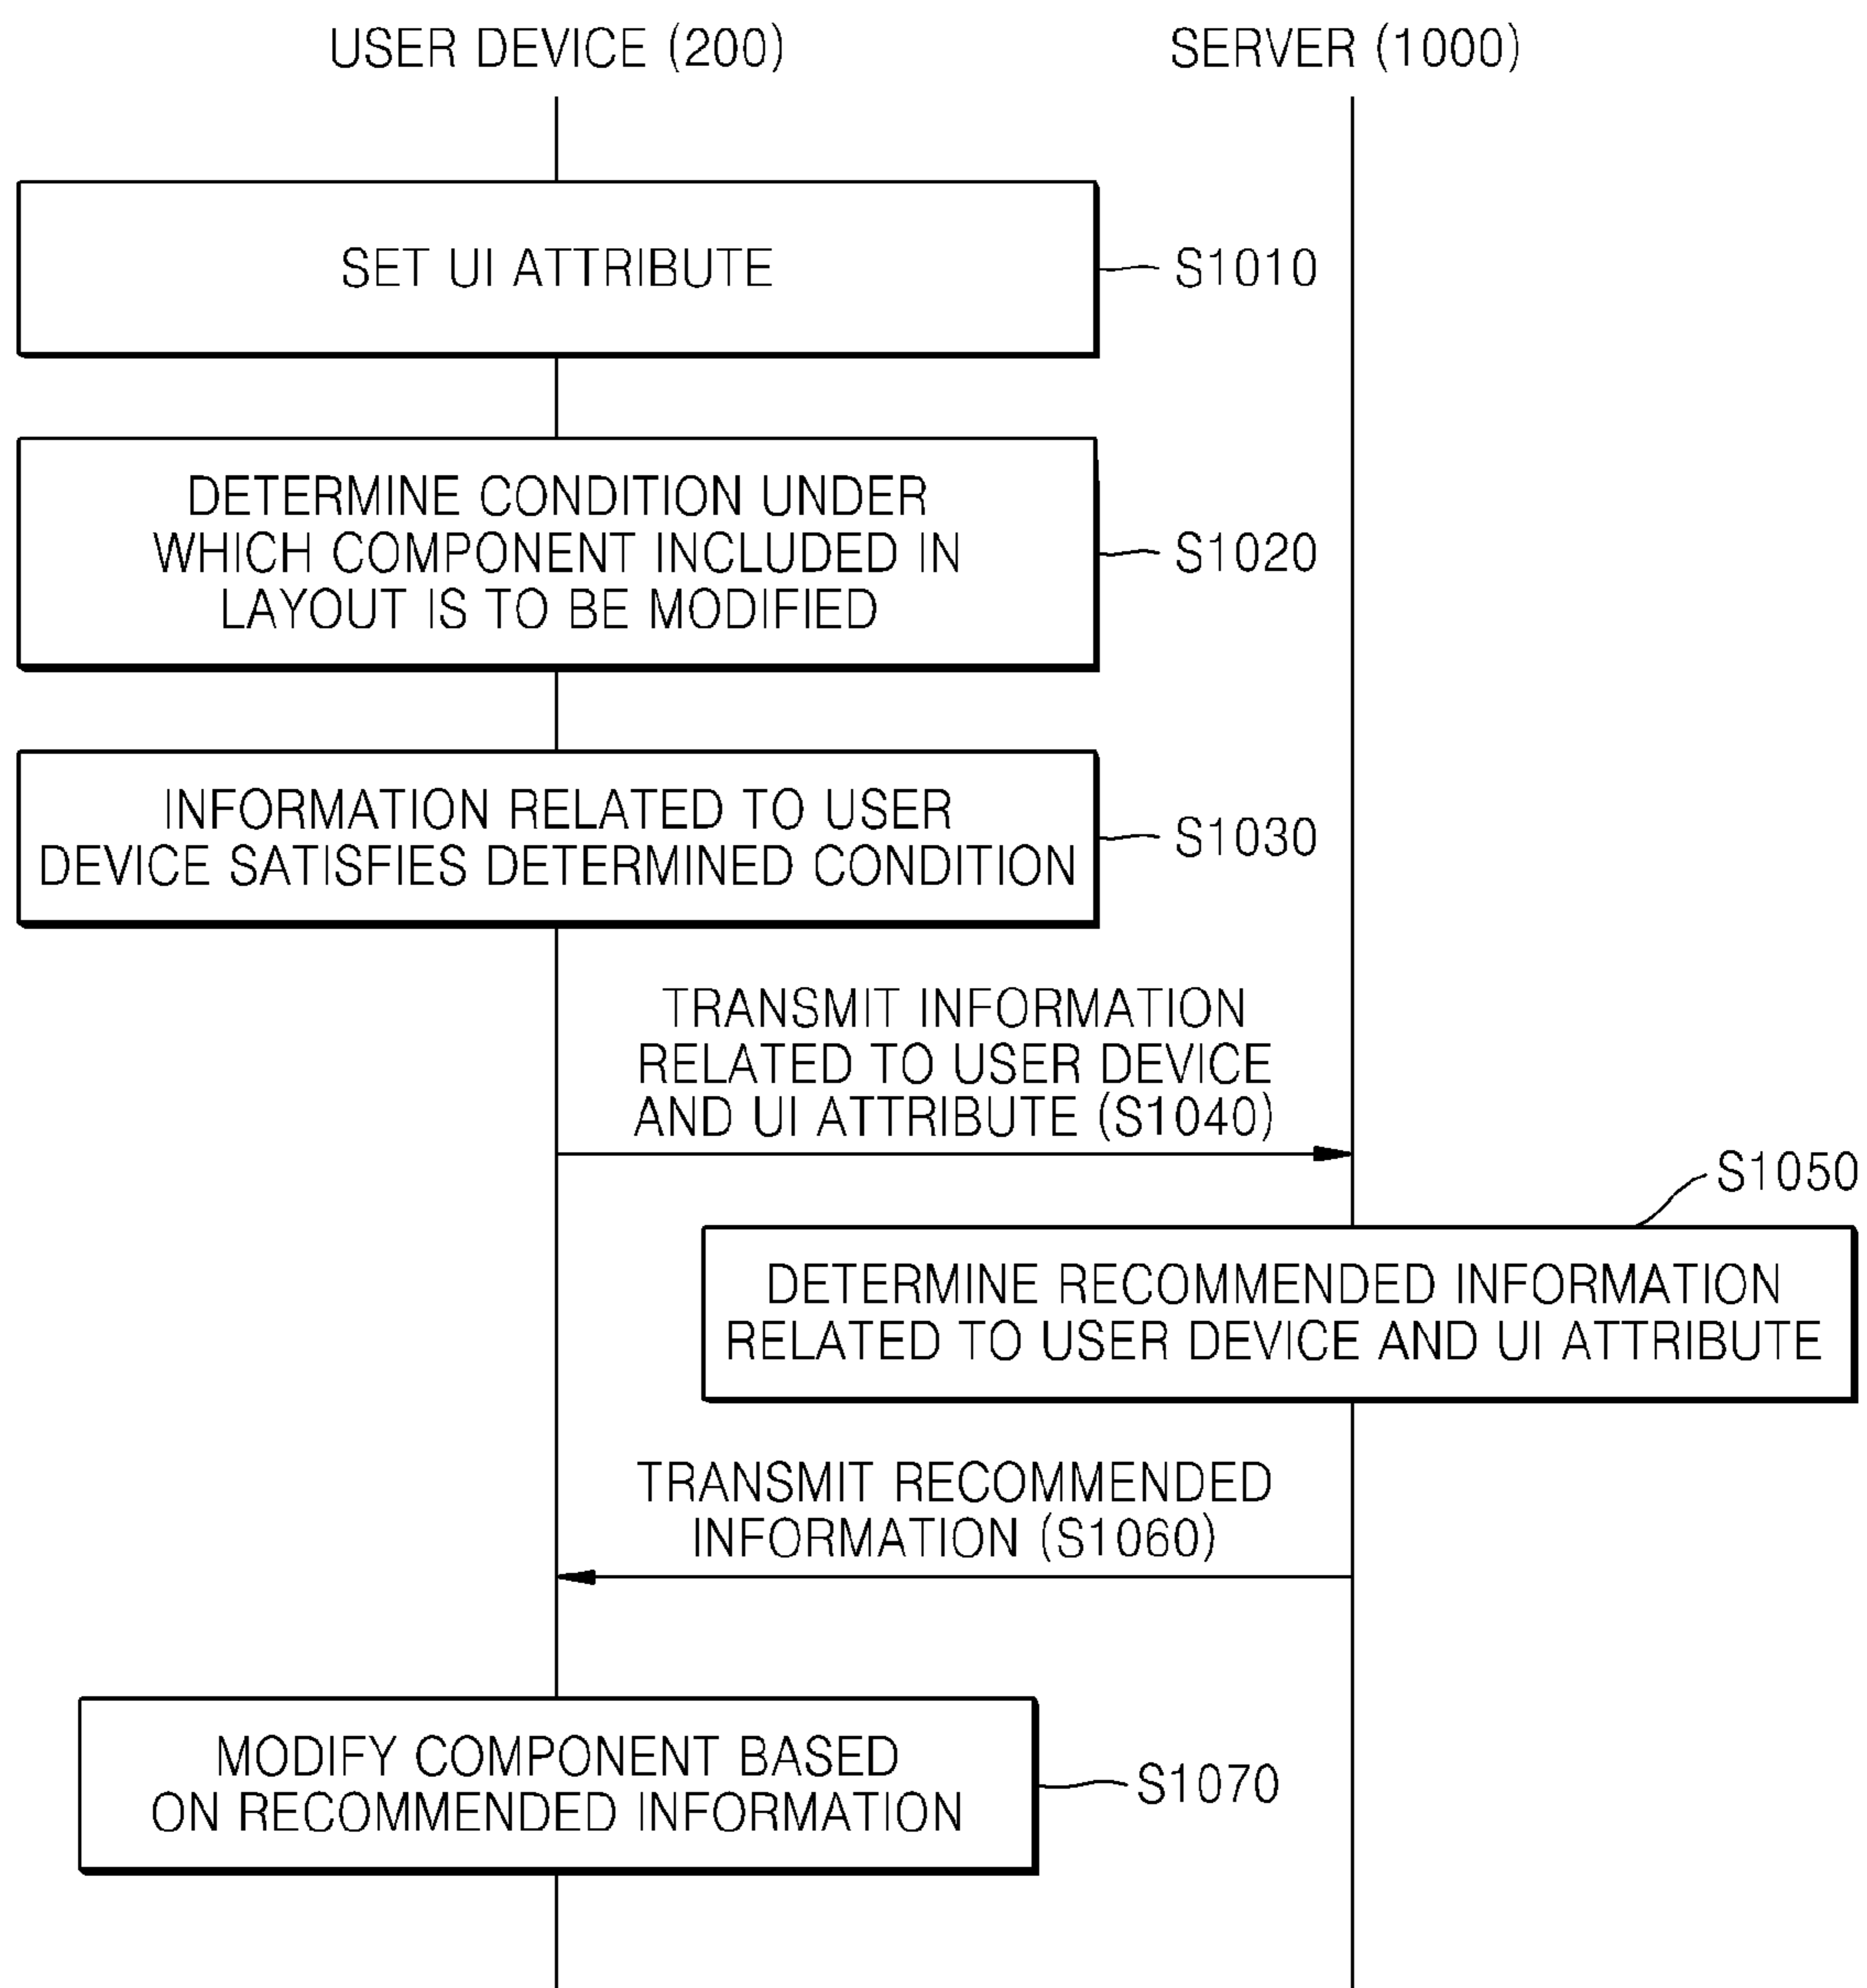 USER DEVICE (200)
SERVER (1000)
SET UI ATTRIBUTE
S1010
DETERMINE CONDITION UNDER
WHICH COMPONENT INCLUDED IN
LAYOUT IS TO BE MODIFIED
S1020
INFORMATION RELATED TO USER
DEVICE SATISFIES DETERMINED CONDITION
S1030
TRANSMIT INFORMATION
RELATED TO USER DEVICE
AND UI ATTRIBUTE (S1040)
S1050
DETERMINE RECOMMENDED INFORMATION
RELATED TO USER DEVICE AND UI ATTRIBUTE
TRANSMIT RECOMMENDED
INFORMATION (S1060)
MODIFY COMPONENT BASED
ON RECOMMENDED INFORMATION
S1070